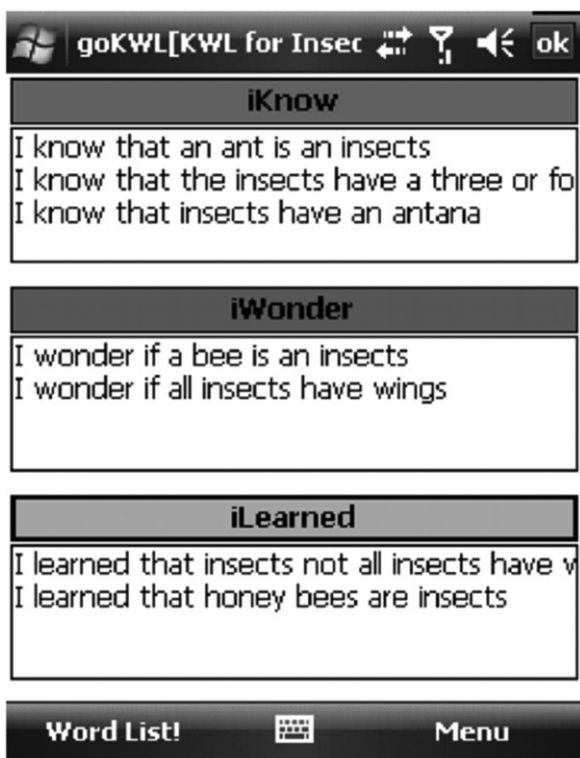 goKWL[KWL for Insec
ok
iKnow
I know that an ant is an insects
I know that the insects have a three or fo
I know that insects have an antana
iWonder
I wonder if a bee is an insects
I wonder if all insects have wings
iLearned
I learned that insects not all insects have
I learned that honey bees are insects
Word List!
Menu